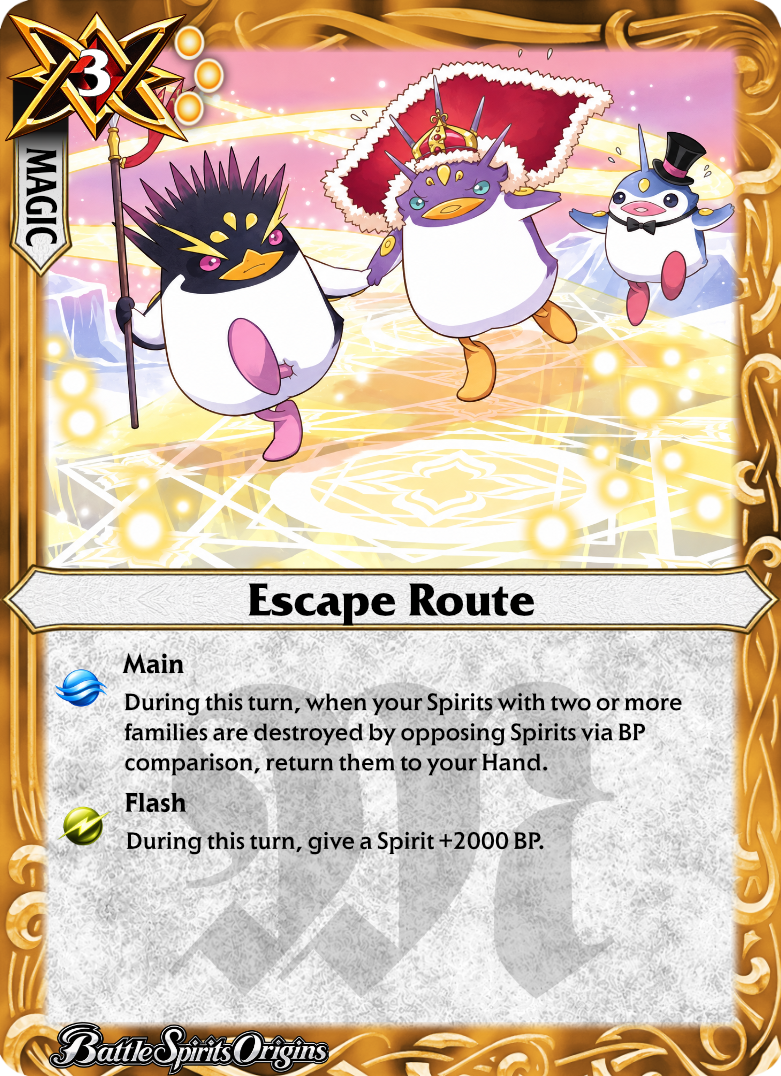 3
MAGIC
Escape Route
Main
During this turn, when your Spirits with two or more
families are destroyed by opposing Spirits via BP
comparison, return them to your Hand.
Flash
During this turn, give a Spirit +2000 BP.
Battle Spirits Origins